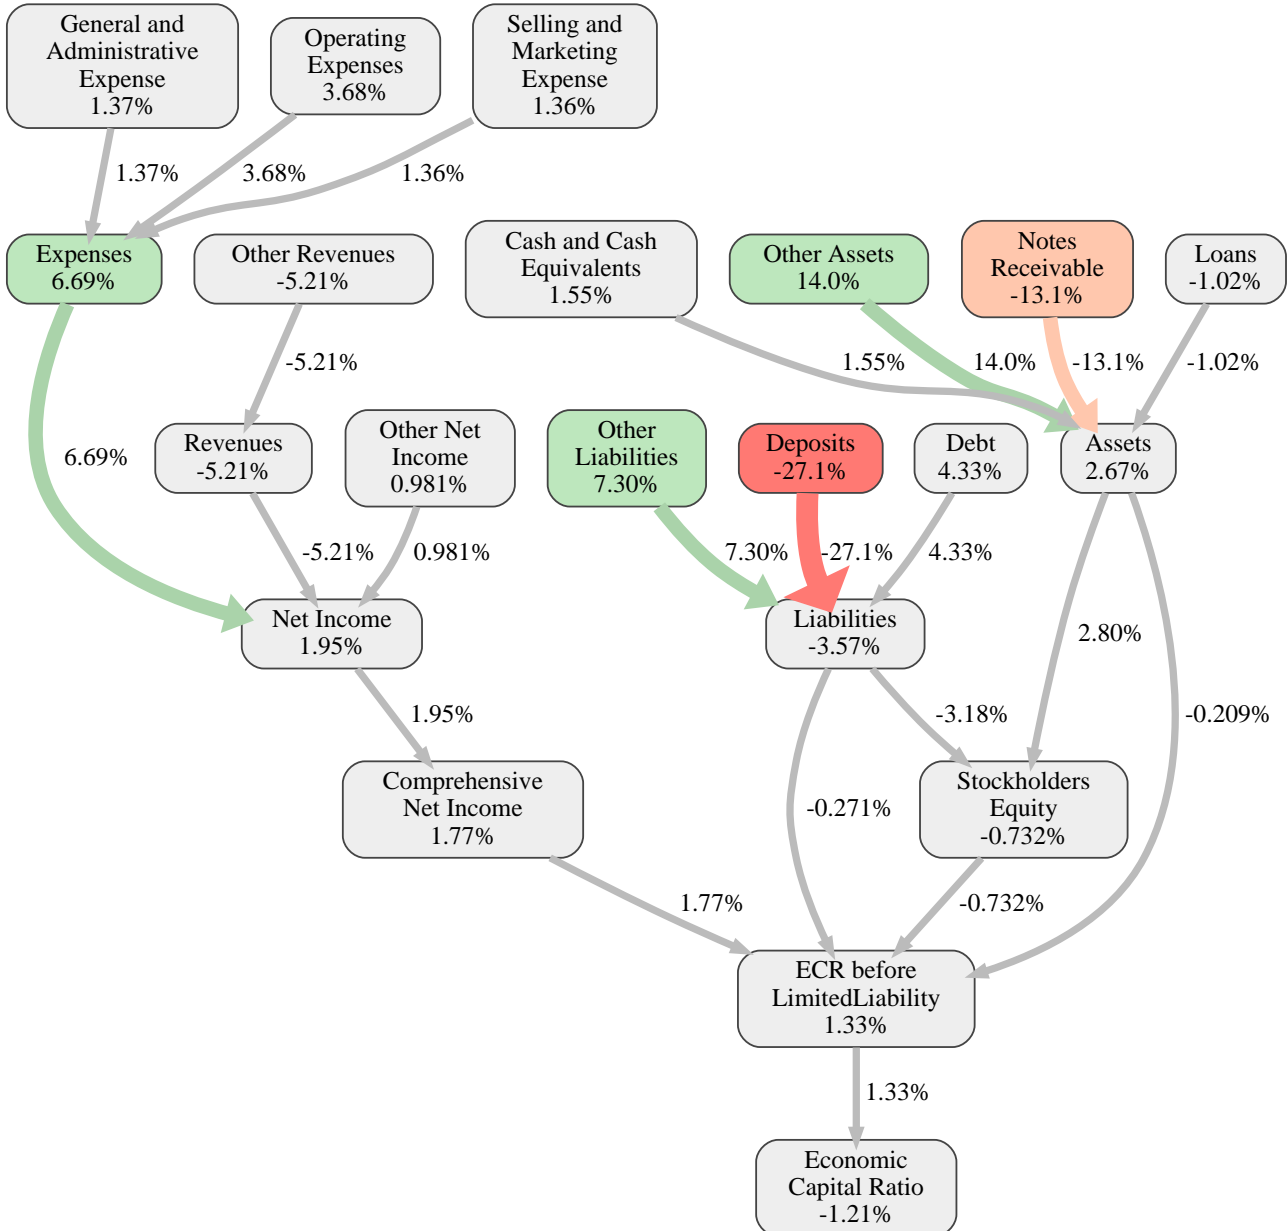 General and
Administrative
Expense
1.37%
Operating
Expenses
3.68%
Selling and
Marketing
Expense
1.36%
1.37%
3.68%
1.36%
Expenses
6.69%
Other Revenues
-5.21%
Cash and Cash
Equivalents
1.55%
Other Assets
14.0%
Notes
Receivable
-13.1%
Loans
-1.02%
-5.21%
1.55%
14.0%
-13.1%
-1.02%
6.69%
Revenues
-5.21%
Other Net
Income
0.981%
Other
Liabilities
7.30%
Deposits
-27.1%
Debt
4.33%
Assets
2.67%
-5.21%
0.981%
7.30%
-27.1%
4.33%
Net Income
1.95%
Liabilities
-3.57%
2.80%
1.95%
-3.18%
-0.209%
Comprehensive
Net Income
1.77%
-0.271%
Stockholders
Equity
-0.732%
1.77%
-0.732%
ECR before
LimitedLiability
1.33%
1.33%
Economic
Capital Ratio
-1.21%